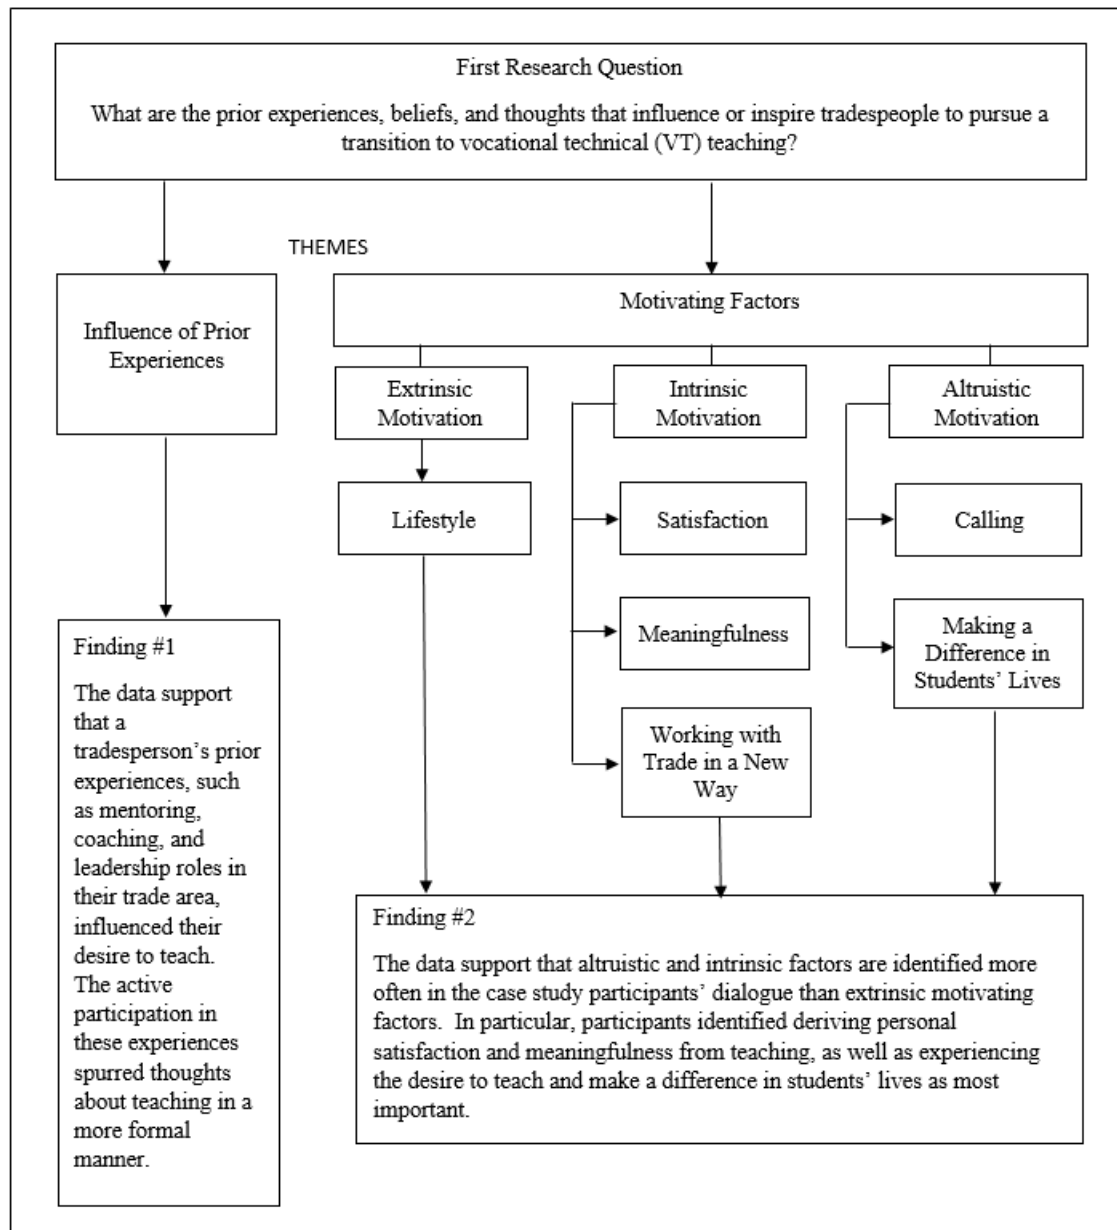 First Research Question
What are the prior experiences, beliefs, and thoughts that influence or inspire tradespeople to pursue a
transition to vocational technical (VT) teaching?
THEMES
Influence of Prior
Experiences
Motivating Factors
Extrinsic
Motivation
Intrinsic
Motivation
Altruistic
Motivation
Lifestyle
Satisfaction
Calling
Meaningfulness
Making a
Difference in
Students’ Lives
Working with
Trade in a New
Way
Finding #1
The data support
that a
tradesperson’s prior
experiences, such
as mentoring,
coaching, and
leadership roles in
their trade area,
influenced their
desire to teach.
The active
participation in
these experiences
spurred thoughts
about teaching in a
more formal
manner.
Finding #2
The data support that altruistic and intrinsic factors are identified more
often in the case study participants’ dialogue than extrinsic motivating
factors.  In particular, participants identified deriving personal
satisfaction and meaningfulness from teaching, as well as experiencing
the desire to teach and make a difference in students’ lives as most
important.